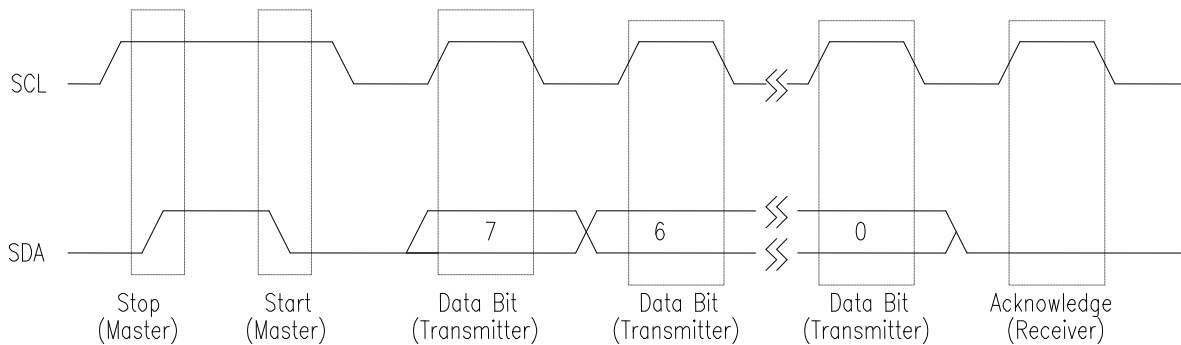 SCL
SDA
7
6
0
Stop
(Master)
Start
(Master)
Data Bit
(Transmitter)
Data Bit
(Transmitter)
Data Bit
(Transmitter)
Acknowledge
(Receiver)